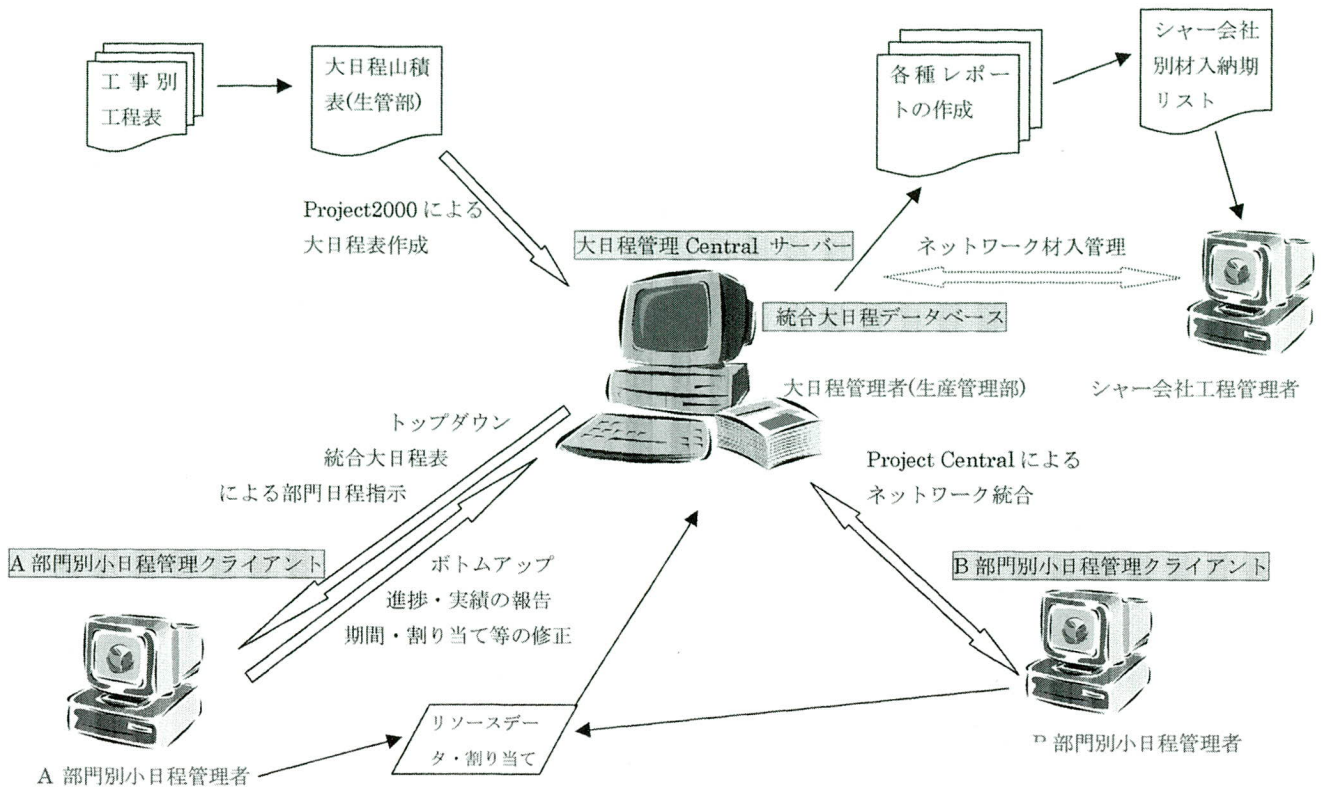 工事別
工程表
大日程山積
表(生管部)
各種レポー
トの作成
シャー会社
別材入納期
リスト
Project2000 による
大日程表作成
大日程管理 Central サーバー
ネットワーク材入管理
統合大日程データベース
大日程管理者(生産管理部)
シャー会社工程管理者
トップダウン
統合大日程表
による部門日程指示
Project Central による
ネットワーク統合
A 部門別小日程管理クライアント
ボトムアップ
進捗・実績の報告
期間・割り当て等の修正
B 部門別小日程管理クライアント
リソースデー
タ・割り当て
A 部門別小日程管理者
部門別小日程管理者